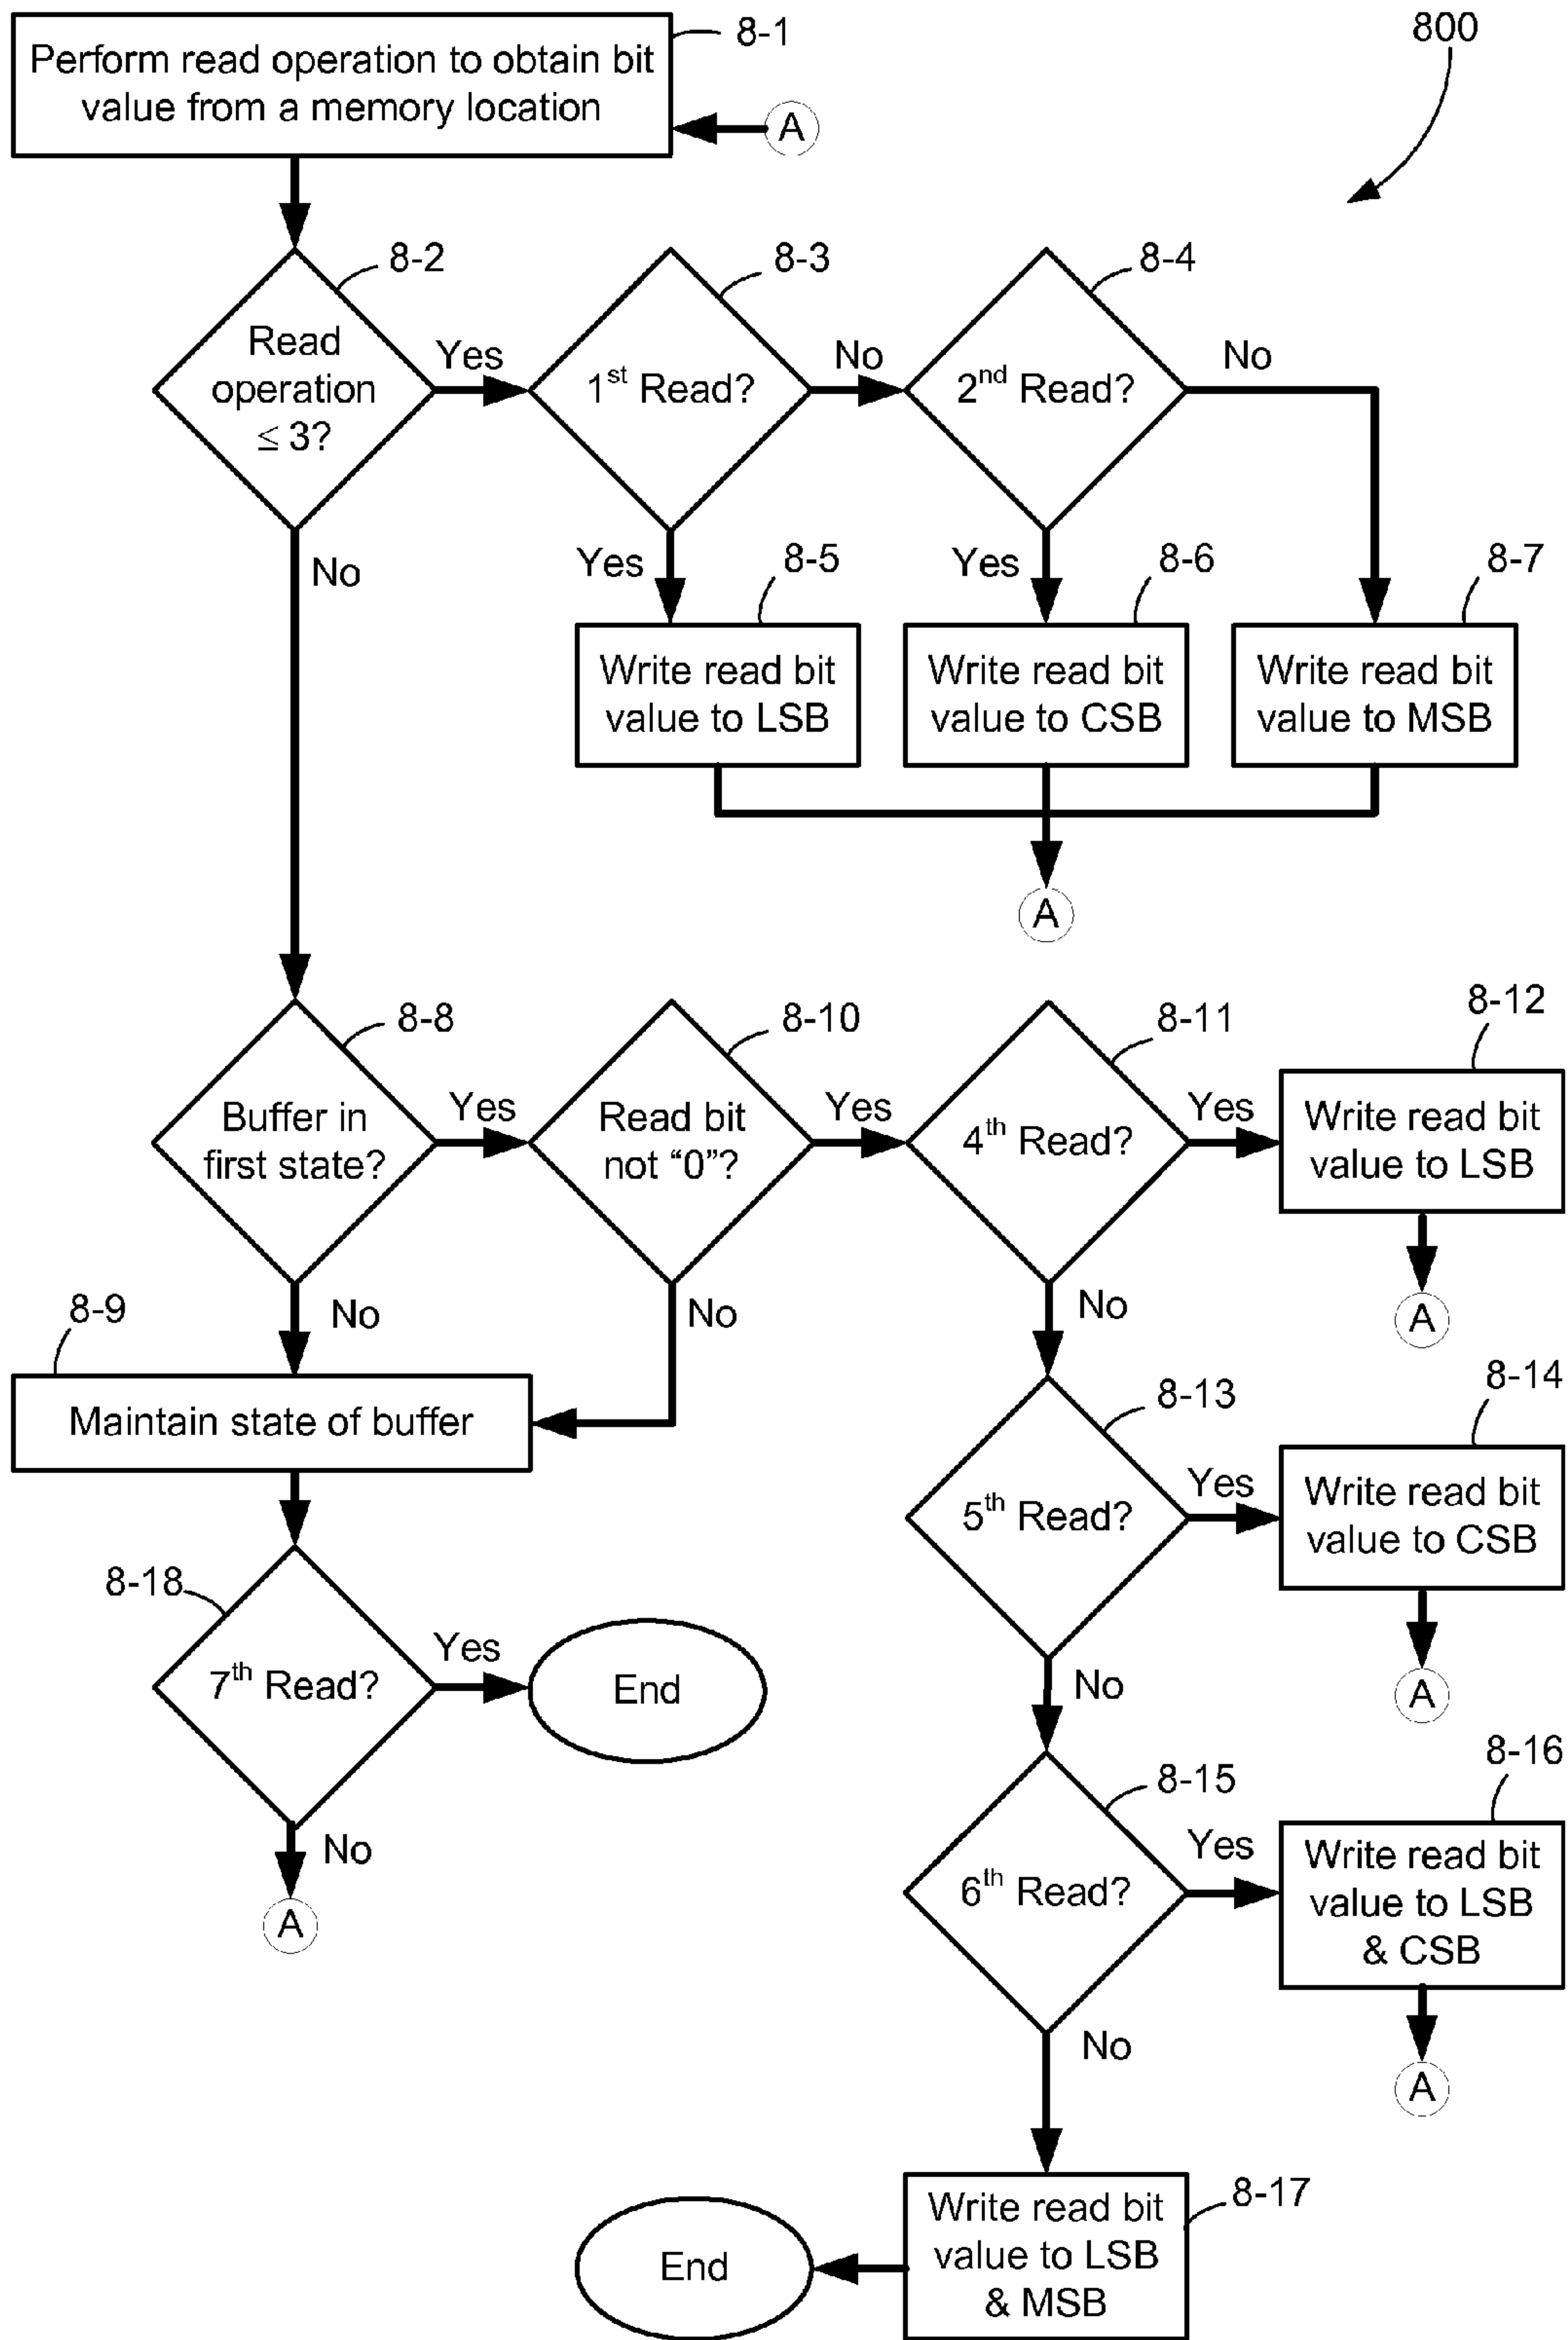 8-1
800
Perform read operation to obtain bit
value from a memory location
A
8-2
8-3
8-4
Read
operation
≤ 3?
Yes
1st Read?
No
2nd Read?
No
No
Yes
8-5
Yes
8-6
8-7
Write read bit
value to LSB
Write read bit
value to CSB
Write read bit
value to MSB
A
8-8
8-10
8-11
8-12
Buffer in
first state?
Yes
Read bit
not “0”?
Yes
4th Read?
Yes
Write read bit
value to LSB
8-9
No
No
No
A
Maintain state of buffer
8-13
8-14
5th Read?
Yes
Write read bit
value to CSB
8-18
7th Read?
Yes
End
No
A
No
A
8-15
8-16
6th Read?
Yes
Write read bit
value to LSB
& CSB
No
A
Write read bit
value to LSB
& MSB
8-17
End